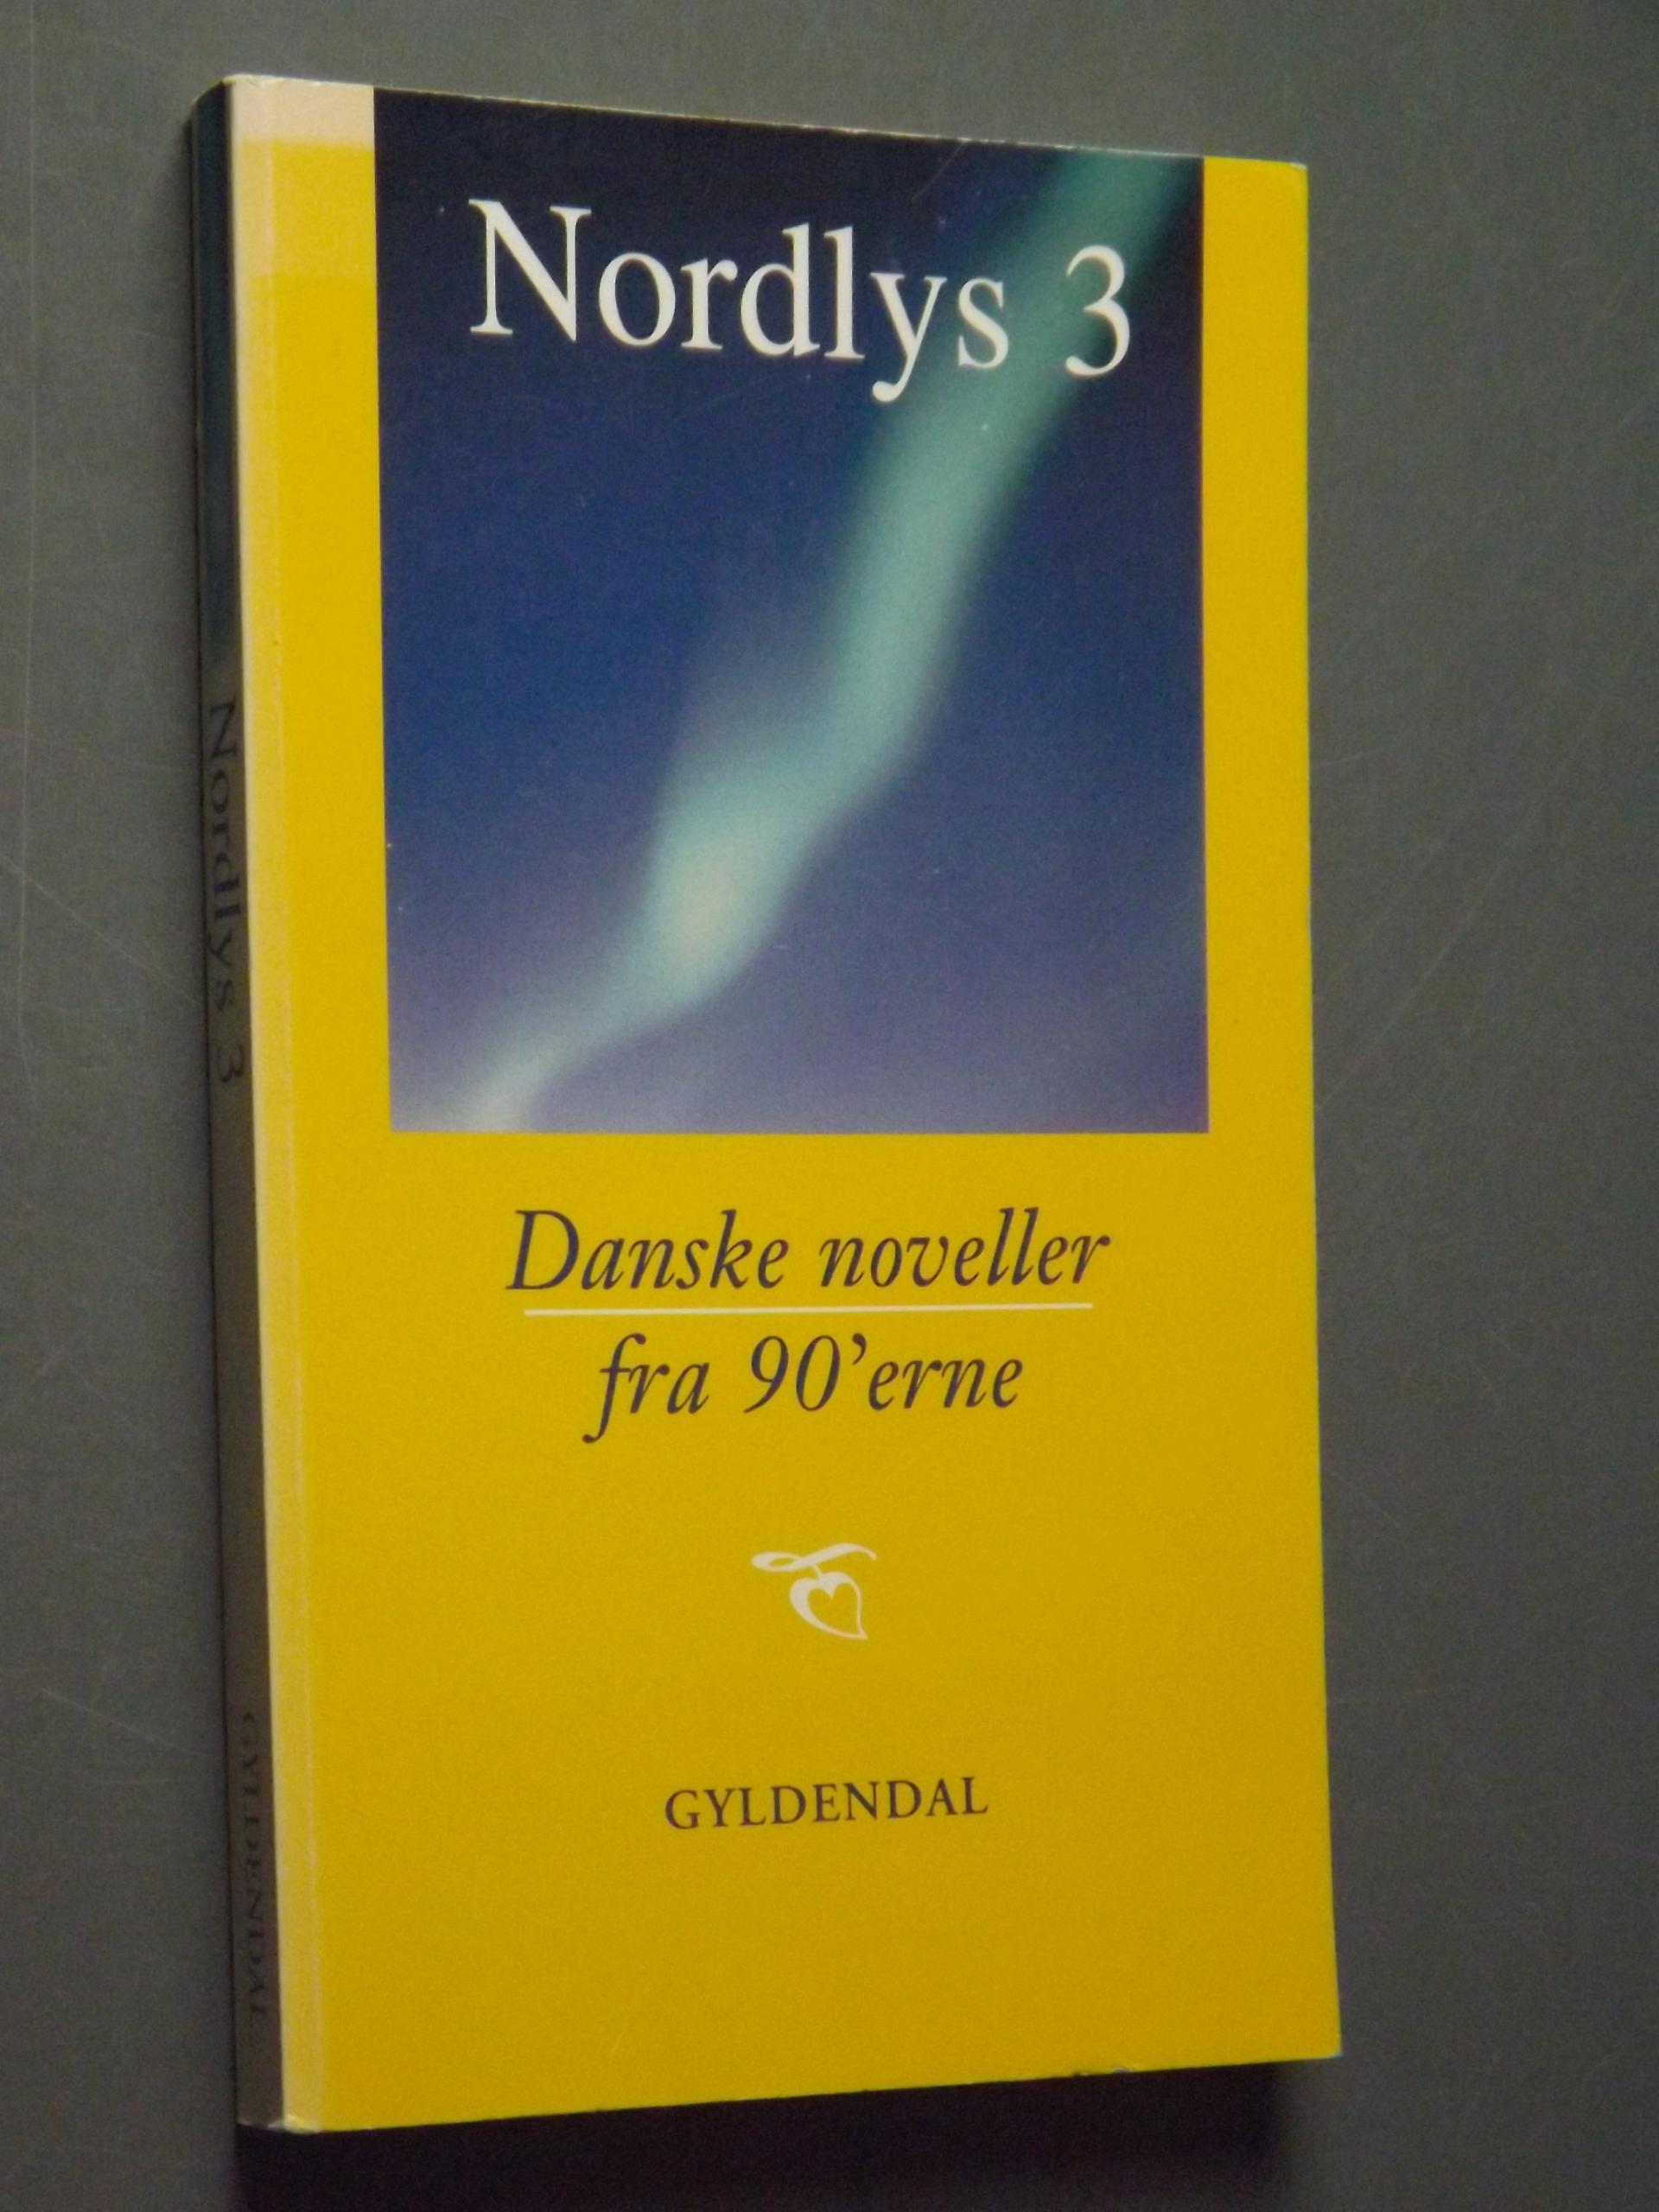 Nordlys 3
Danske noveller
fra 90'erne
GYLDENDAL
Nordlys 3
GYLDENDAL